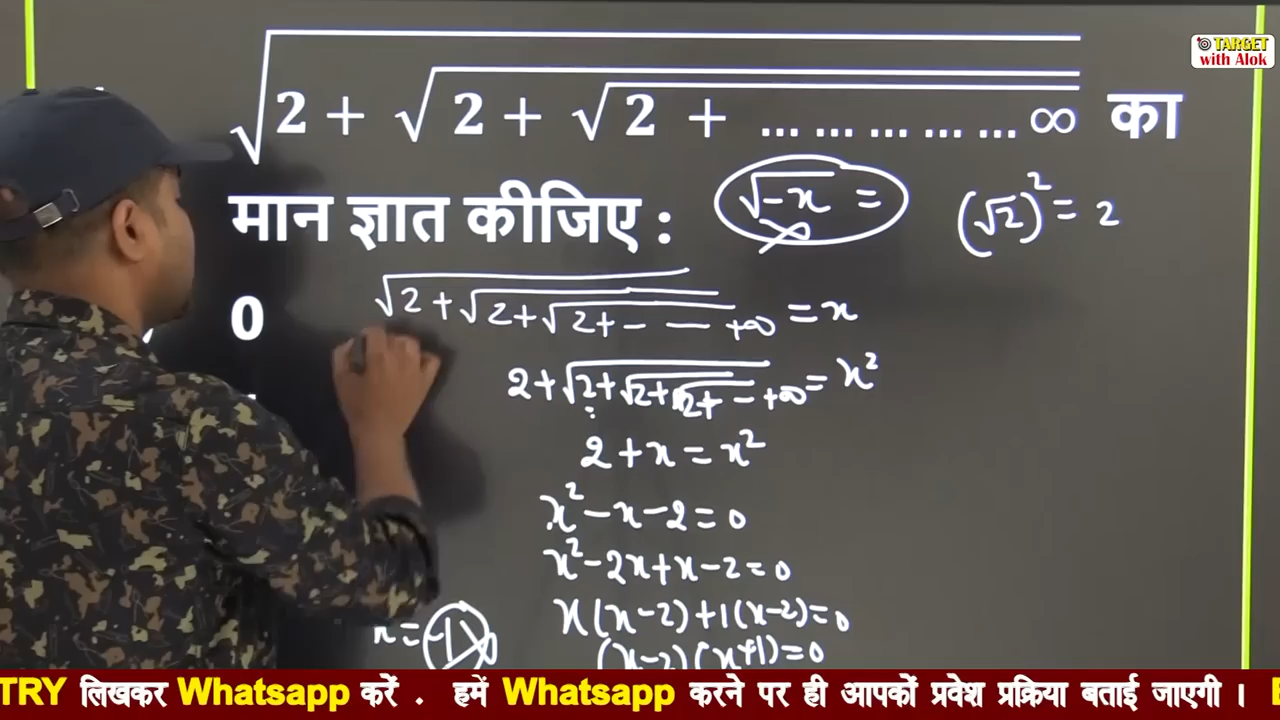 TARGET
with Alok
√2 + √2 + √2 + ... ... ... ... ... ∞ का
मान ज्ञात कीजिए :
√-x =
(√2)² = 2
0
√2+√2+√2+- - - +∞ = x
2+√2+√2+√2+ - +∞ = x²
2+x = x²
x²-x-2=0
x²-2x+x-2=0
x(x-2)+1(x-2)=0
x=-1
(x-2)(x+1)=0
TRY लिखकर Whatsapp करें . हमें Whatsapp करने पर ही आपकों प्रवेश प्रक्रिया बताई जाएगी ।